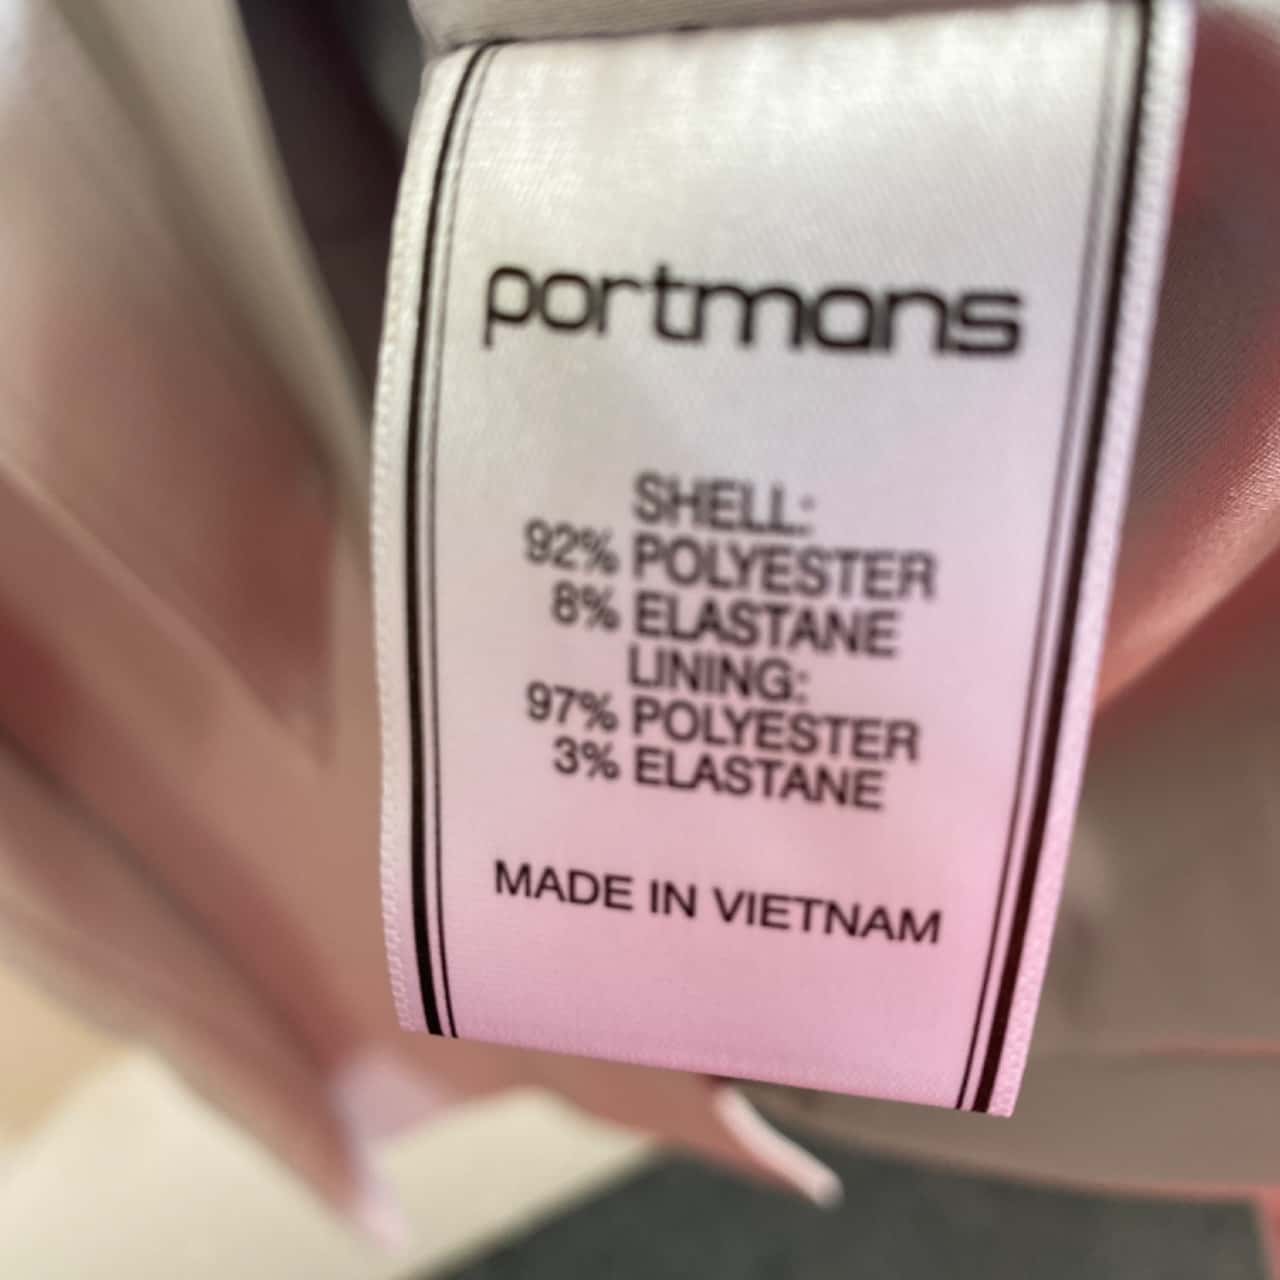 portmans
SHELL:
92% POLYESTER
8% ELASTANE
LINING:
97% POLYESTER
3% ELASTANE
MADE IN VIETNAM